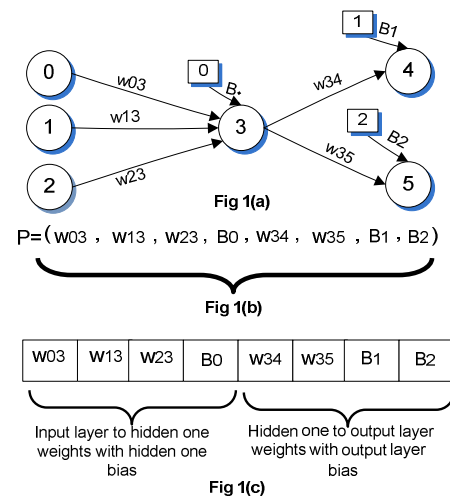 1
B1
0
w03
0
B.
w34
4
1
w13
3
2
B2
2
w23
w35
5
Fig 1(a)
P=(w03 , w13 , w23 , B0 , w34 , w35 , B1 , B2)
Fig 1(b)
w03 w13 w23 B0 w34 w35 B1 B2
Input layer to hidden one
weights with hidden one
bias
Hidden one to output layer
weights with output layer
bias
Fig 1(c)